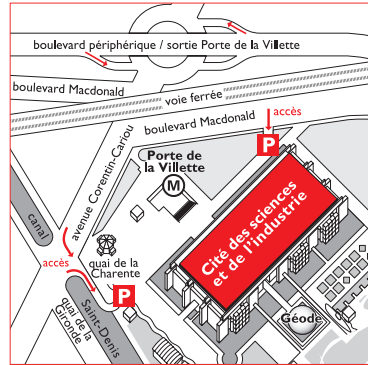 boulevard périphérique / sortie Porte de la Villette
boulevard Macdonald
voie ferrée
accès
boulevard Macdonald
P
avenue Corentin-Cariou
Porte de
la Villette
M
Cité des sciences
et de l'industrie
canal
accès
quai de la
Charente
P
Saint-Denis
quai de la
Gironde
Géode